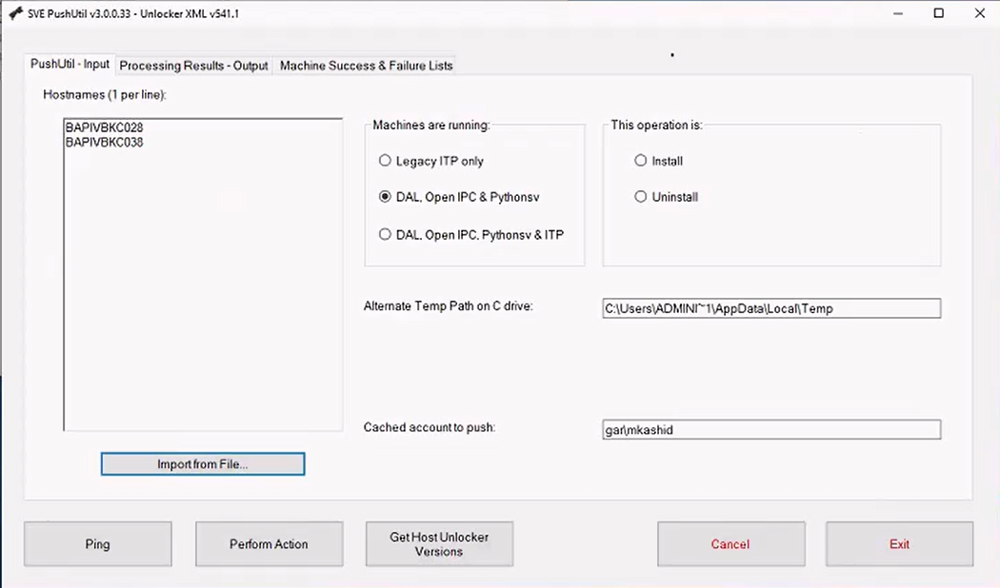 SVE PushUtil v3.0.0.33 - Unlocker XML v541.1
PushUtil - Input
Processing Results - Output
Machine Success & Failure Lists
Hostnames (1 per line):
BAPIVBKC028
BAPIVBKC038
Import from File...
Machines are running:
Legacy ITP only
DAL, Open IPC & Pythonsv
DAL, Open IPC, Pythonsv & ITP
This operation is:
Install
Uninstall
Alternate Temp Path on C drive:
C:\Users\ADMINI~1\AppData\Local\Temp
Cached account to push:
gar\mkashid
Ping
Perform Action
Get Host Unlocker
Versions
Cancel
Exit